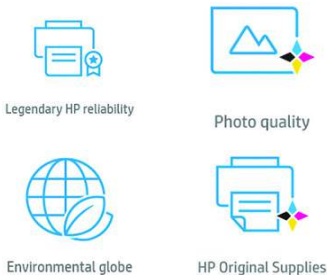 Legendary HP reliability
Photo quality
Environmental globe
HP Original Supplies